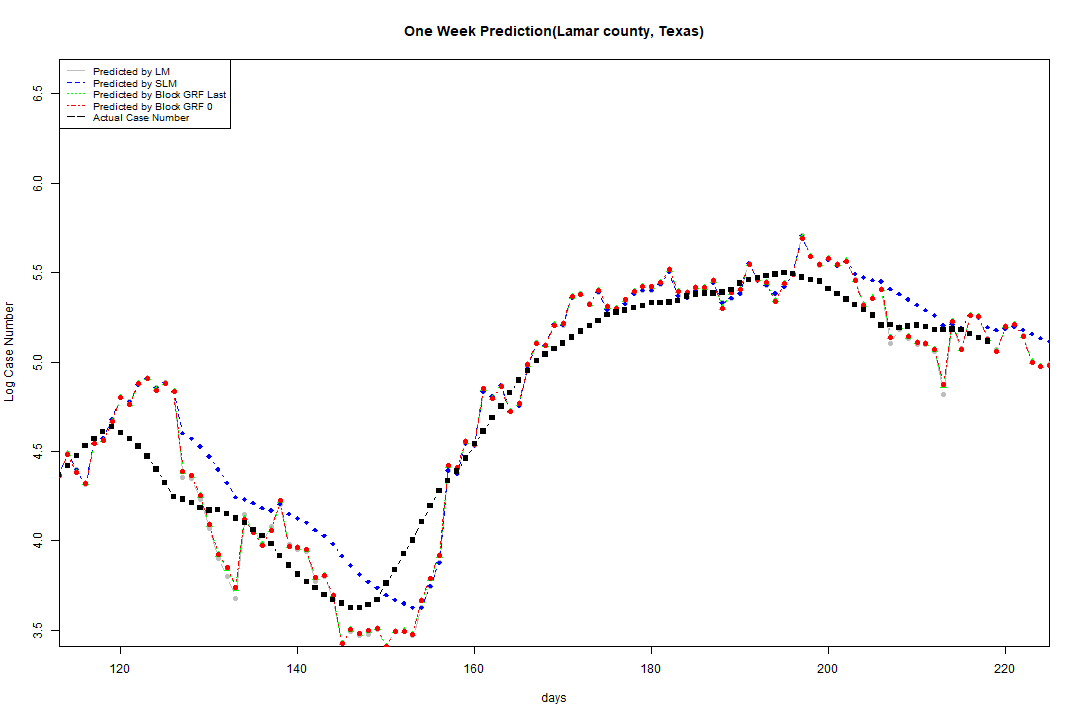 One Week Prediction(Lamar county, Texas)
Predicted by LM
Predicted by SLM
Predicted by Block GRF Last
Predicted by Block GRF 0
Actual Case Number
6.5
6.0
5.5
5.0
4.5
4.0
3.5
Log Case Number
120 140 160 180 200 220
days